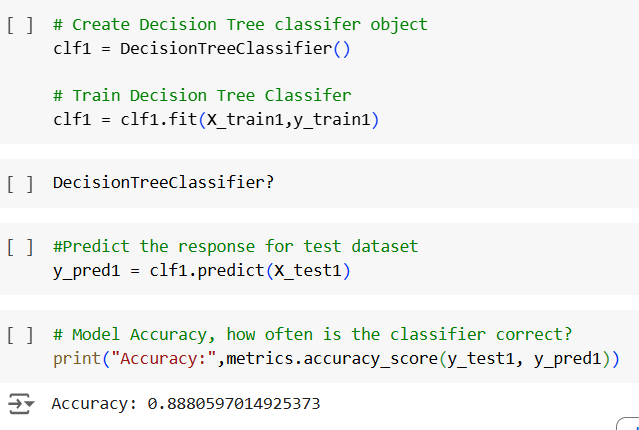 [ ] # Create Decision Tree classifer object
clf1 = DecisionTreeClassifier()
# Train Decision Tree Classifer
clf1 = clf1.fit(X_train1,y_train1)
[ ] DecisionTreeClassifier?
[ ] #Predict the response for test dataset
y_pred1 = clf1.predict(X_test1)
[ ] # Model Accuracy, how often is the classifier correct?
print("Accuracy:",metrics.accuracy_score(y_test1, y_pred1))
Accuracy: 0.8880597014925373